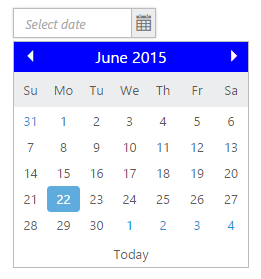 Select date
June 2015
Su Mo Tu We Th Fr Sa
31 1 2 3 4 5 6
7 8 9 10 11 12 13
14 15 16 17 18 19 20
21 22 23 24 25 26 27
28 29 30 1 2 3 4
Today